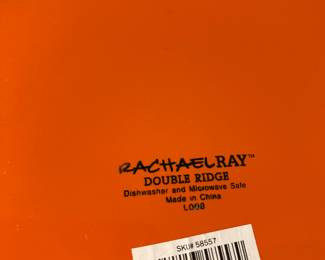 RACHAEL RAY™
DOUBLE RIDGE
Dishwasher and Microwave Safe
Made in China
L008
SKU# 58557